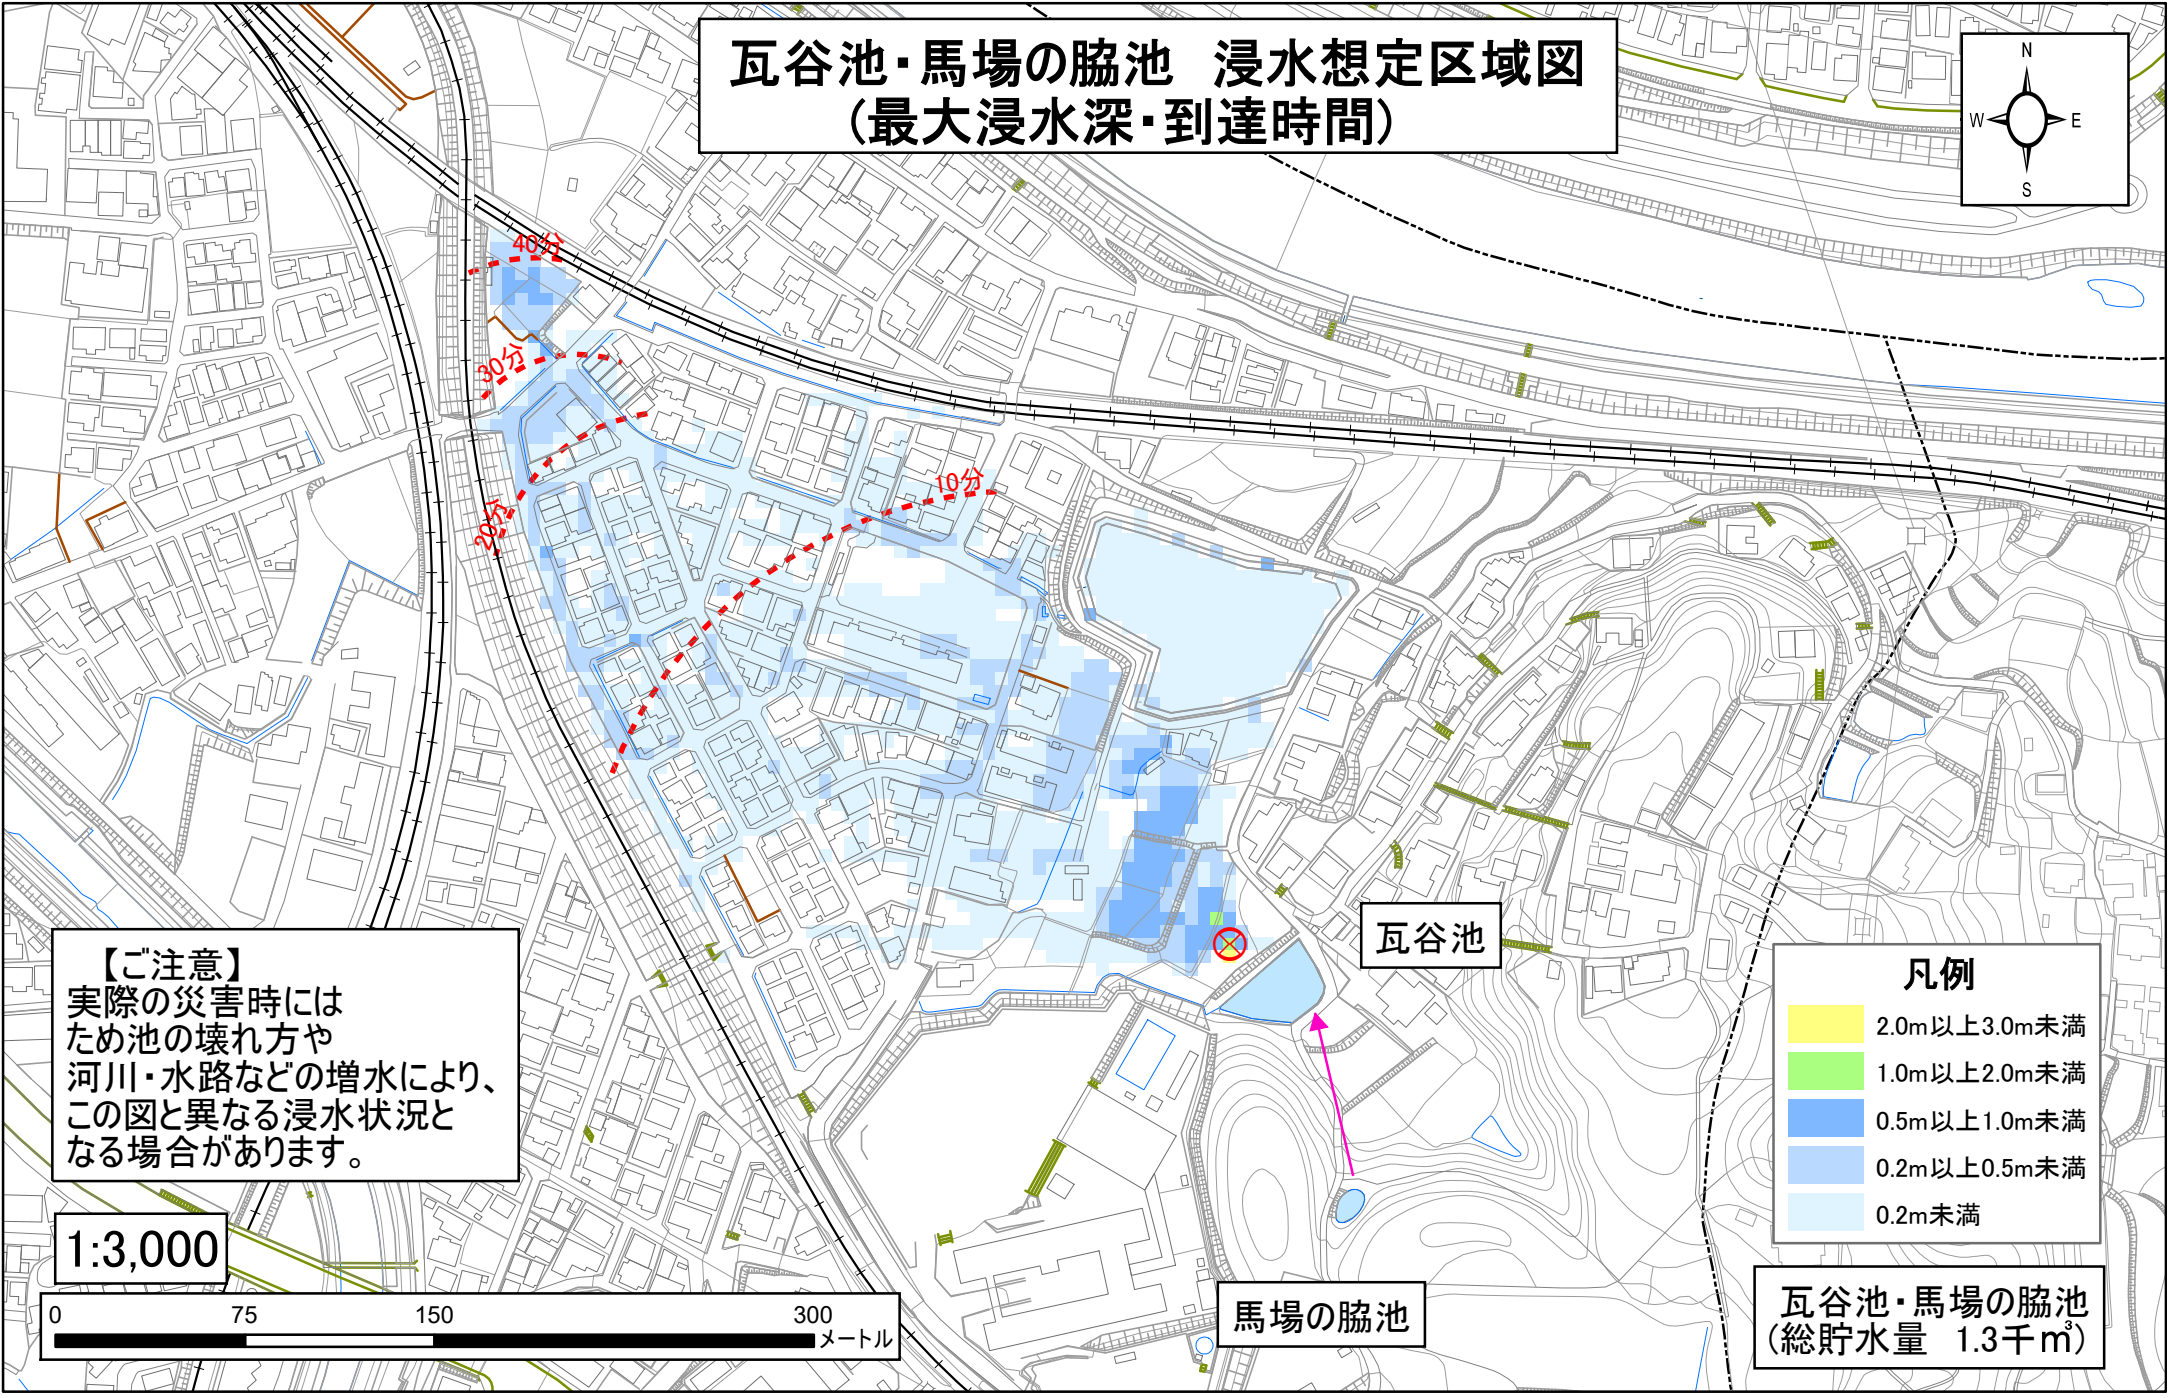 瓦谷池・馬場の脇池　浸水想定区域図
(最大浸水深・到達時間)
N
W
E
S
40分
30分
20分
10分
瓦谷池
馬場の脇池
【ご注意】
実際の災害時には
ため池の壊れ方や
河川・水路などの増水により、
この図と異なる浸水状況と
なる場合があります。
1:3,000
0 75 150 300
メートル
凡例
2.0m以上3.0m未満
1.0m以上2.0m未満
0.5m以上1.0m未満
0.2m以上0.5m未満
0.2m未満
瓦谷池・馬場の脇池
(総貯水量　1.3千㎥)